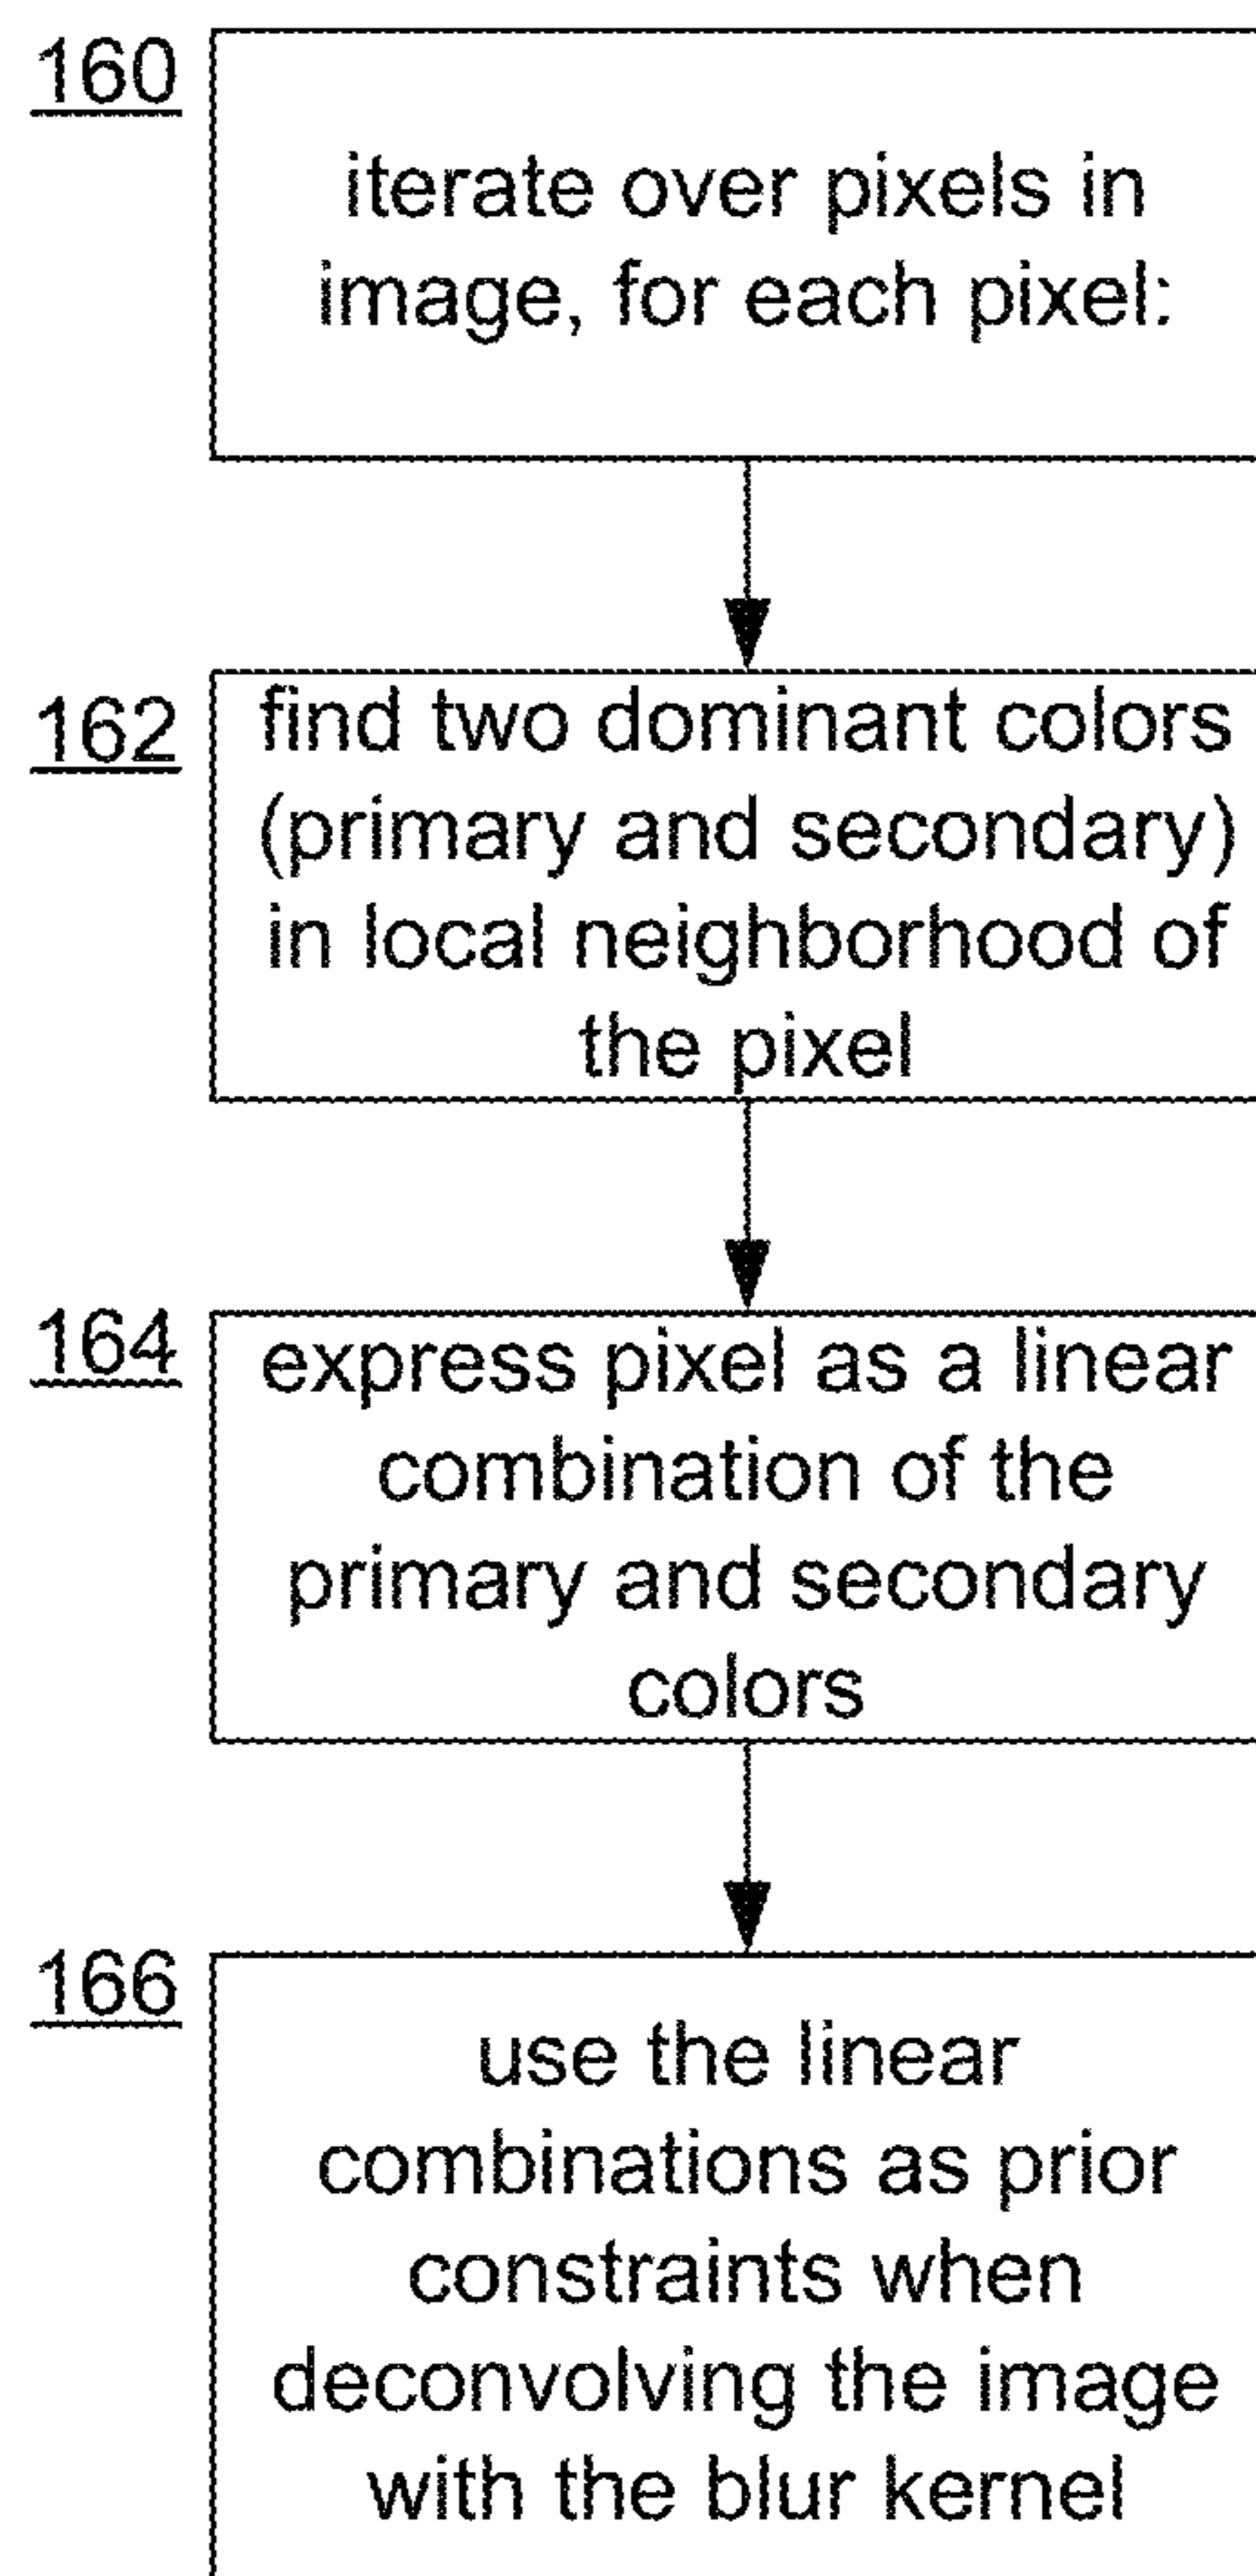 160
iterate over pixels in
image, for each pixel:
162
find two dominant colors
(primary and secondary)
in local neighborhood of
the pixel
164
express pixel as a linear
combination of the
primary and secondary
colors
166
use the linear
combinations as prior
constraints when
deconvolving the image
with the blur kernel